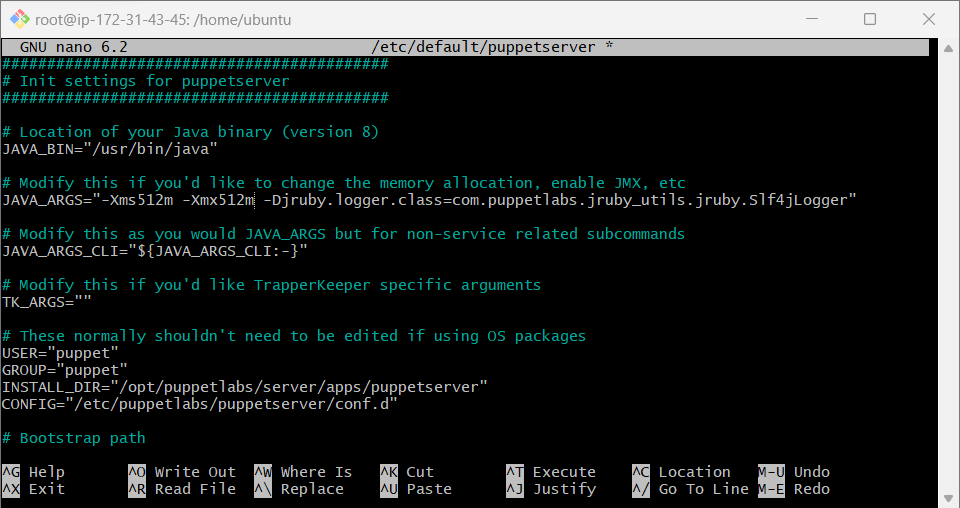 root@ip-172-31-43-45: /home/ubuntu
GNU nano 6.2 /etc/default/puppetserver *
###########################################
# Init settings for puppetserver
###########################################
# Location of your Java binary (version 8)
JAVA_BIN="/usr/bin/java"
# Modify this if you'd like to change the memory allocation, enable JMX, etc
JAVA_ARGS="-Xms512m -Xmx512m -Djruby.logger.class=com.puppetlabs.jruby_utils.jruby.Slf4jLogger"
# Modify this as you would JAVA_ARGS but for non-service related subcommands
JAVA_ARGS_CLI="${JAVA_ARGS_CLI:-}"
# Modify this if you'd like TrapperKeeper specific arguments
TK_ARGS=""
# These normally shouldn't need to be edited if using OS packages
USER="puppet"
GROUP="puppet"
INSTALL_DIR="/opt/puppetlabs/server/apps/puppetserver"
CONFIG="/etc/puppetlabs/puppetserver/conf.d"
# Bootstrap path
^G Help ^O Write Out ^W Where Is ^K Cut ^T Execute ^C Location M-U Undo
^X Exit ^R Read File ^\ Replace ^U Paste ^J Justify ^/ Go To Line M-E Redo